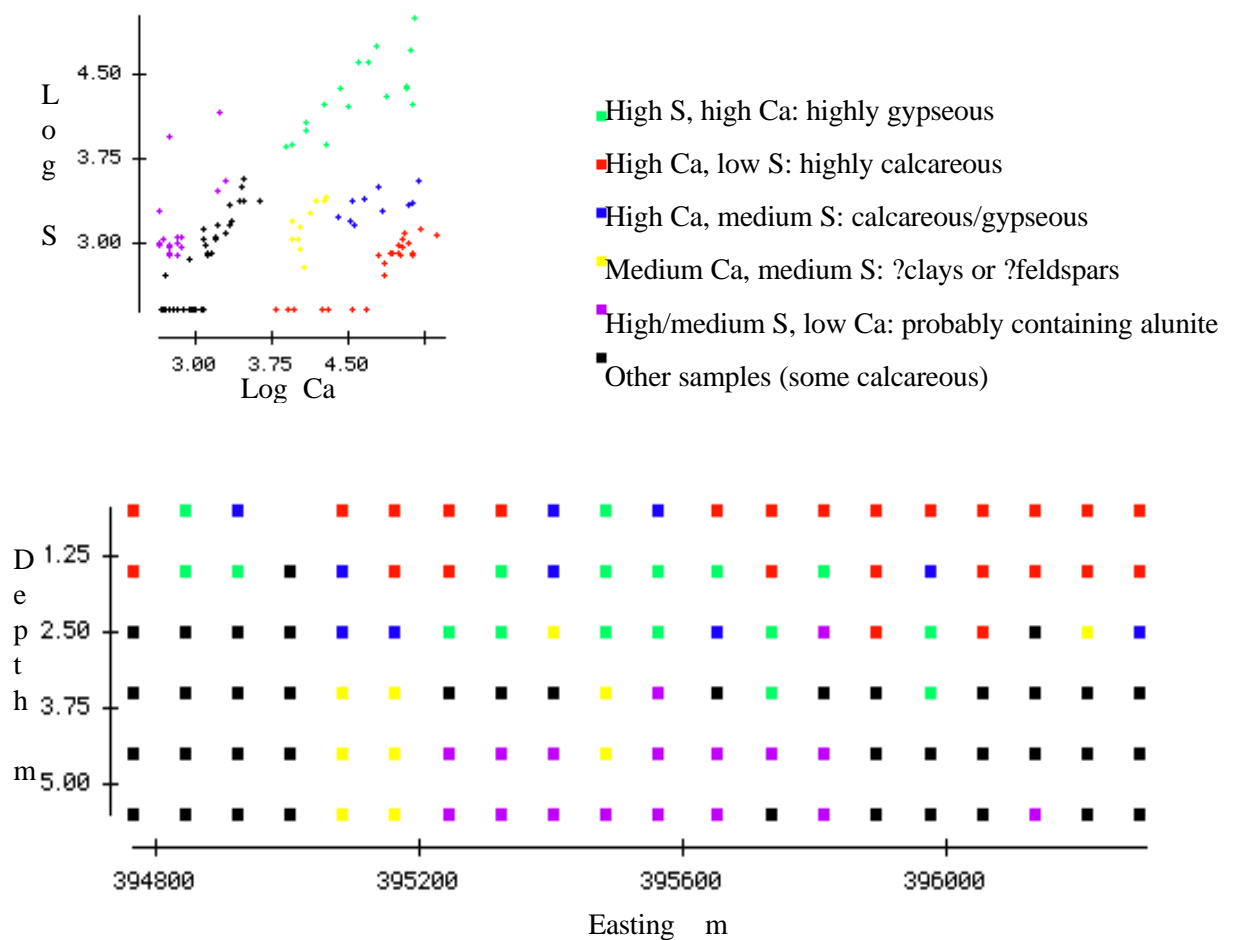 Log S
4.50
3.75
3.00
3.00 3.75 4.50
Log Ca
High S, high Ca: highly gypseous
High Ca, low S: highly calcareous
High Ca, medium S: calcareous/gypseous
Medium Ca, medium S: ?clays or ?feldspars
High/medium S, low Ca: probably containing alunite
Other samples (some calcareous)
Depth m
1.25
2.50
3.75
5.00
394800 395200 395600 396000
Easting m